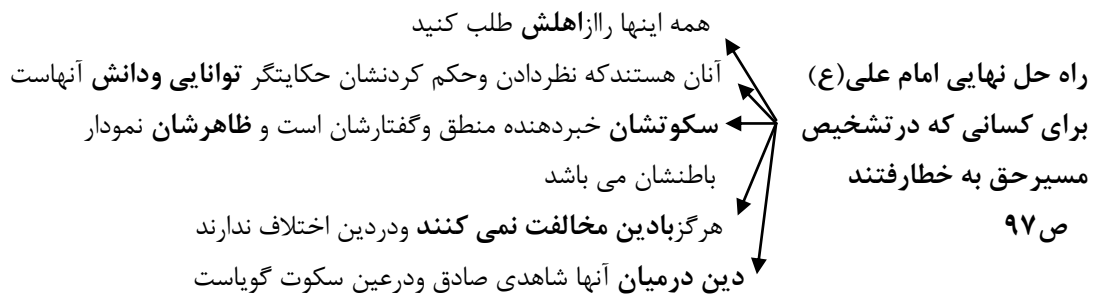 راه حل نهایی امام علی(ع)
برای کسانی که درتشخیص
مسیرحق به خطارفتند
ص۹۷
همه اینها راازاهلش طلب کنید
آنان هستندکه نظردادن وحکم کردنشان حکایتگر توانایی ودانش آنهاست
سکوتشان خبردهنده منطق وگفتارشان است و ظاهرشان نمودار
باطنشان می باشد
هرگزبادین مخالفت نمی کنند ودردین اختلاف ندارند
دین درمیان آنها شاهدی صادق ودرعین سکوت گویاست